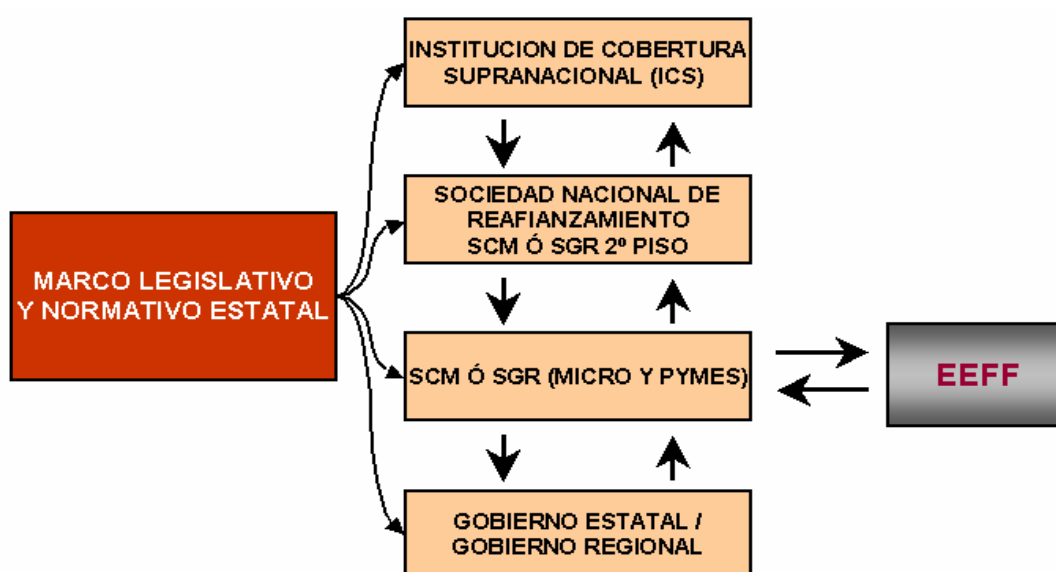 INSTITUCION DE COBERTURA
SUPRANACIONAL (ICS)
SOCIEDAD NACIONAL DE
REAFIANZAMIENTO
SCM Ó SGR 2º PISO
MARCO LEGISLATIVO
Y NORMATIVO ESTATAL
SCM Ó SGR (MICRO Y PYMES)
EEFF
GOBIERNO ESTATAL /
GOBIERNO REGIONAL